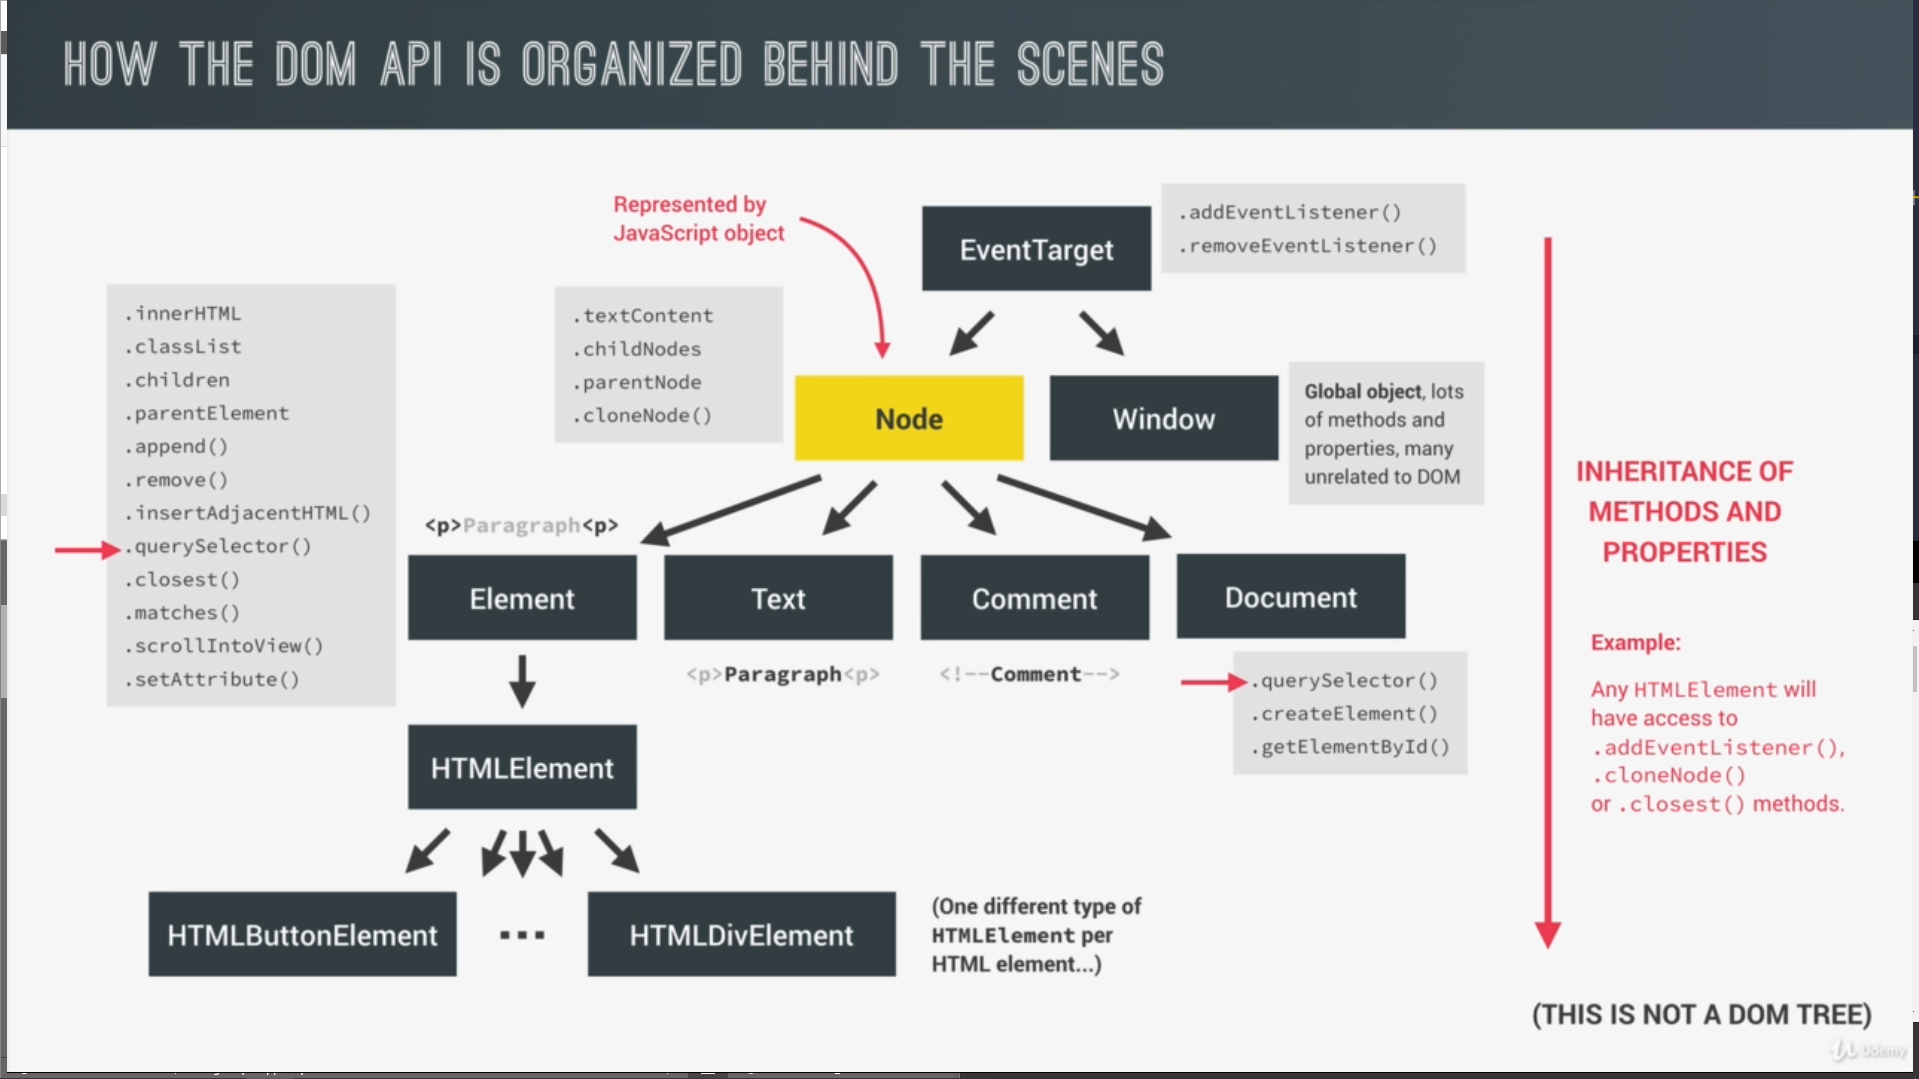 HOW THE DOM API IS ORGANIZED BEHIND THE SCENES
Represented by
JavaScript object
EventTarget
.addEventListener()
.removeEventListener()
.innerHTML
.classList
.children
.parentElement
.append()
.remove()
.insertAdjacentHTML()
.querySelector()
.closest()
.matches()
.scrollIntoView()
.setAttribute()
.textContent
.childNodes
.parentNode
.cloneNode()
Node
Window
Global object, lots
of methods and
properties, many
unrelated to DOM
<p>Paragraph<p>
Element
Text
Comment
Document
<p>Paragraph<p>
<!--Comment-->
.querySelector()
.createElement()
.getElementById()
HTMLElement
HTMLButtonElement
...
HTMLDivElement
(One different type of
HTMLElement per
HTML element...)
INHERITANCE OF
METHODS AND
PROPERTIES
Example:
Any HTMLElement will
have access to
.addEventListener(),
.cloneNode()
or .closest() methods.
(THIS IS NOT A DOM TREE)
Udemy